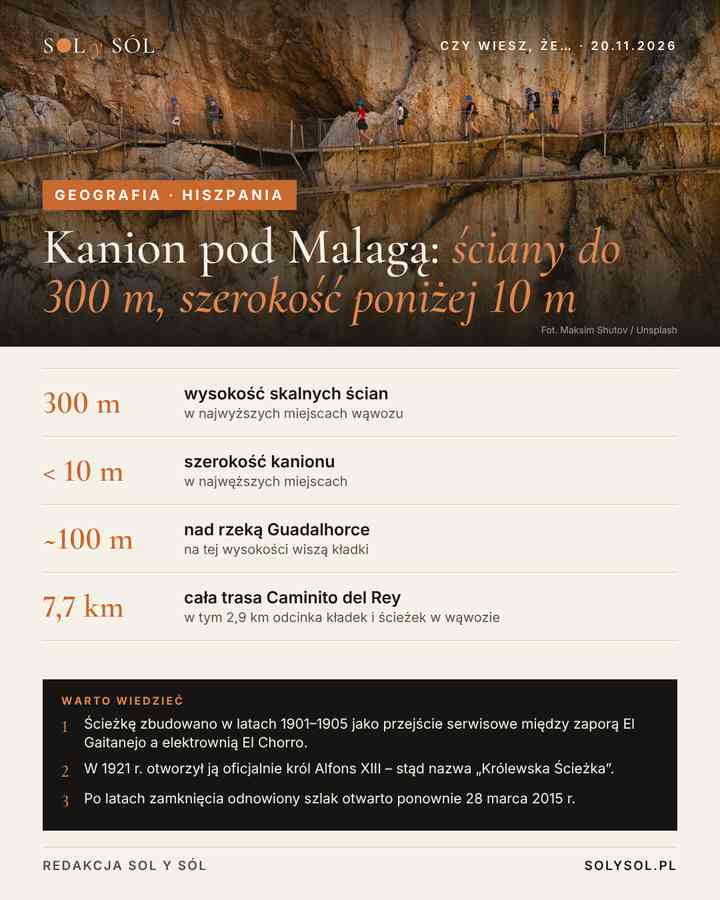 SOL y SÓL
CZY WIESZ, ŻE... · 20.11.2026
GEOGRAFIA · HISZPANIA
Kanion pod Malagą: ściany do
300 m, szerokość poniżej 10 m
Fot. Maksim Shutov / Unsplash
300 m
wysokość skalnych ścian
w najwyższych miejscach wąwozu
< 10 m
szerokość kanionu
w najwęższych miejscach
~100 m
nad rzeką Guadalhorce
na tej wysokości wiszą kładki
7,7 km
cała trasa Caminito del Rey
w tym 2,9 km odcinka kładek i ścieżek w wąwozie
WARTO WIEDZIEĆ
1 Ścieżkę zbudowano w latach 1901–1905 jako przejście serwisowe między zaporą El
Gaitanejo a elektrownią El Chorro.
2 W 1921 r. otworzył ją oficjalnie król Alfons XIII – stąd nazwa „Królewska Ścieżka”.
3 Po latach zamknięcia odnowiony szlak otwarto ponownie 28 marca 2015 r.
REDAKCJA SOL Y SÓL
SOLYSOL.PL